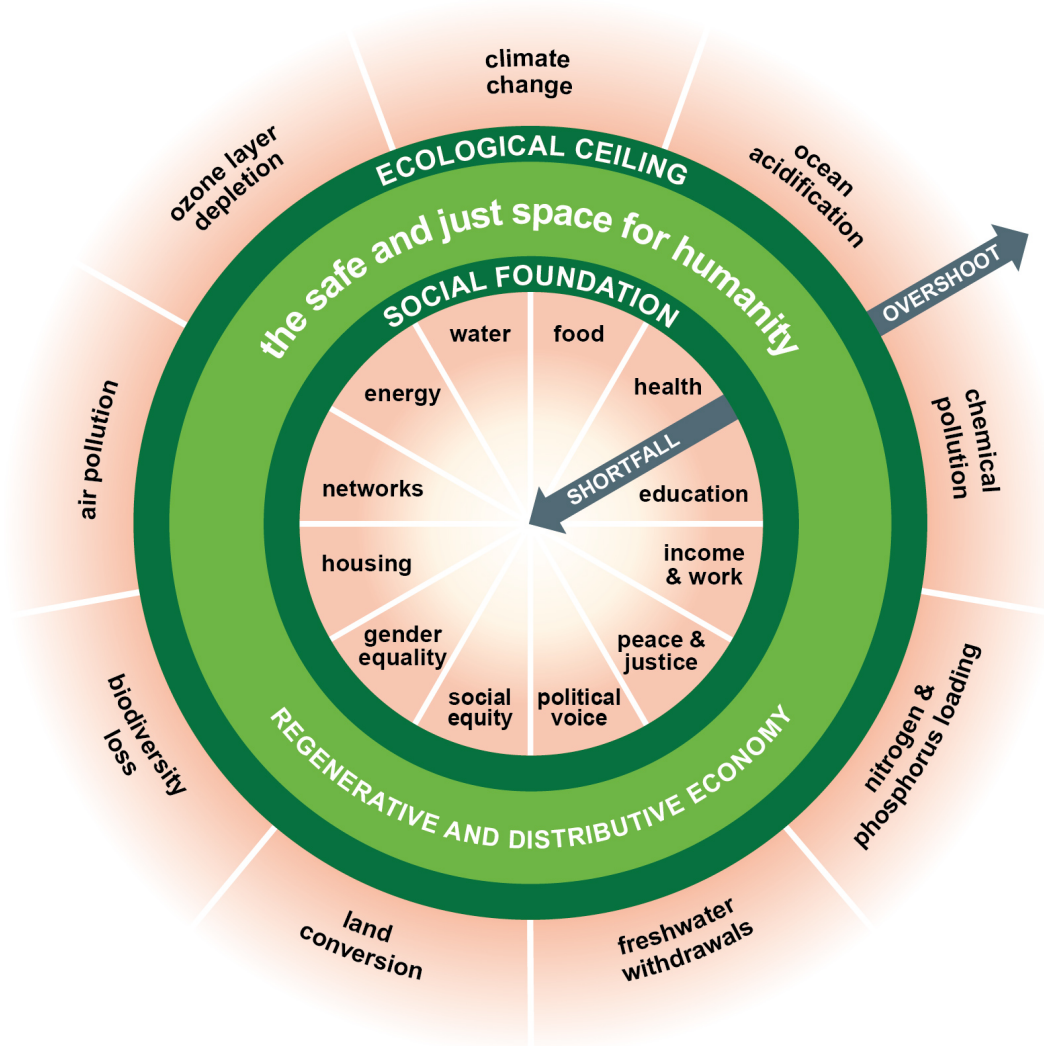 climate
change
ocean
acidification
chemical
pollution
nitrogen &
phosphorus loading
freshwater
withdrawals
land
conversion
biodiversity
loss
air pollution
ozone layer
depletion
OVERSHOOT
ECOLOGICAL CEILING
the safe and just space for humanity
SOCIAL FOUNDATION
water
food
health
SHORTFALL
education
income
& work
peace &
justice
political
voice
social
equity
gender
equality
housing
networks
energy
REGENERATIVE AND DISTRIBUTIVE ECONOMY